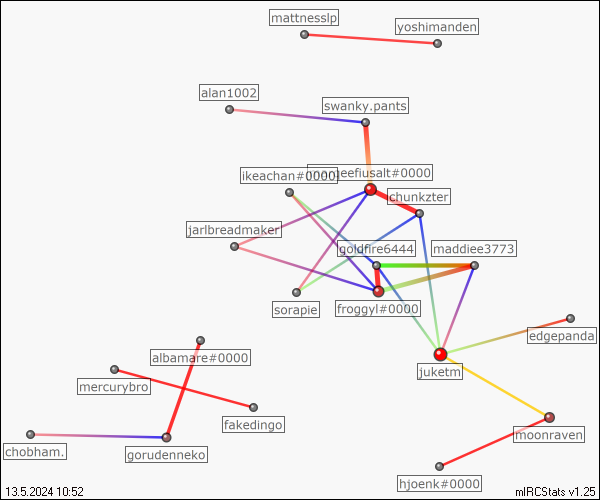 mattnesslp
yoshimanden
alan1002
swanky.pants
ikeachan#0000
jeefiusalt#0000
chunkzter
jarlbreadmaker
goldfire6444
maddiee3773
sorapie
froggyl#0000
edgepanda
albamare#0000
juketm
mercurybro
fakedingo
moonraven
chobham.
gorudenneko
hjoenk#0000
13.5.2024 10:52
mIRCStats v1.25